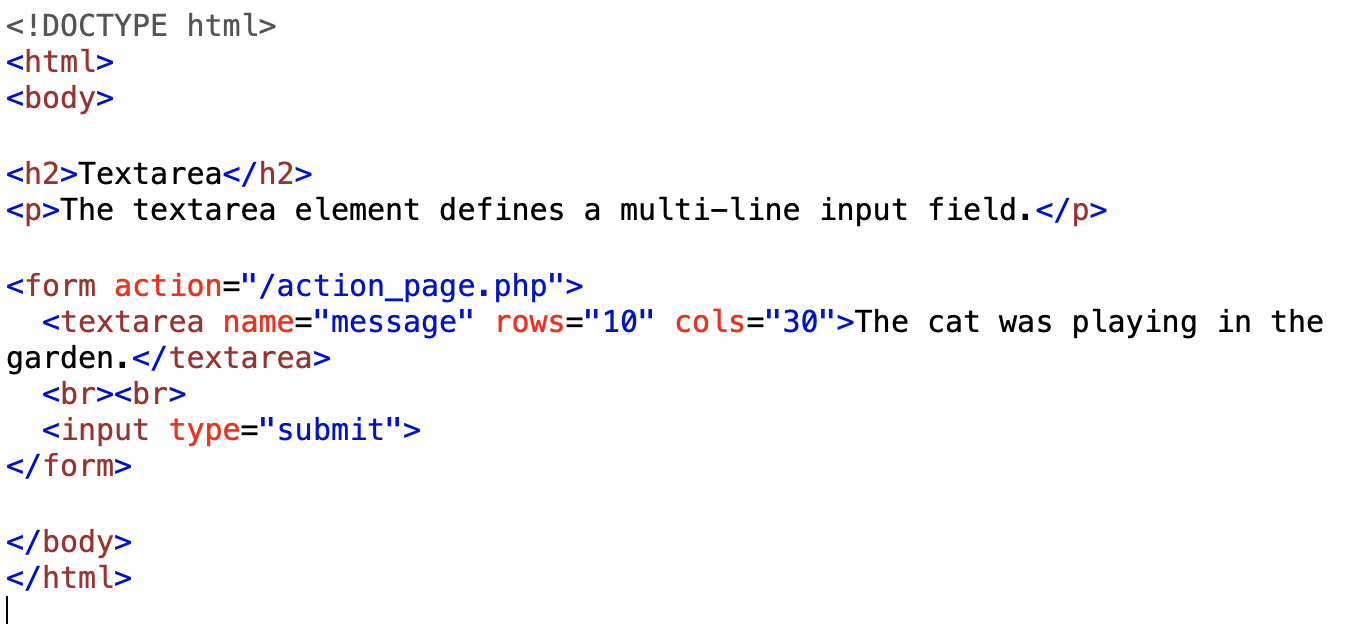 <!DOCTYPE html>
<html>
<body>
<h2>Textarea</h2>
<p>The textarea element defines a multi-line input field.</p>
<form action="/action_page.php">
<textarea name="message" rows="10" cols="30">The cat was playing in the
garden.</textarea>
<br><br>
<input type="submit">
</form>
</body>
</html>